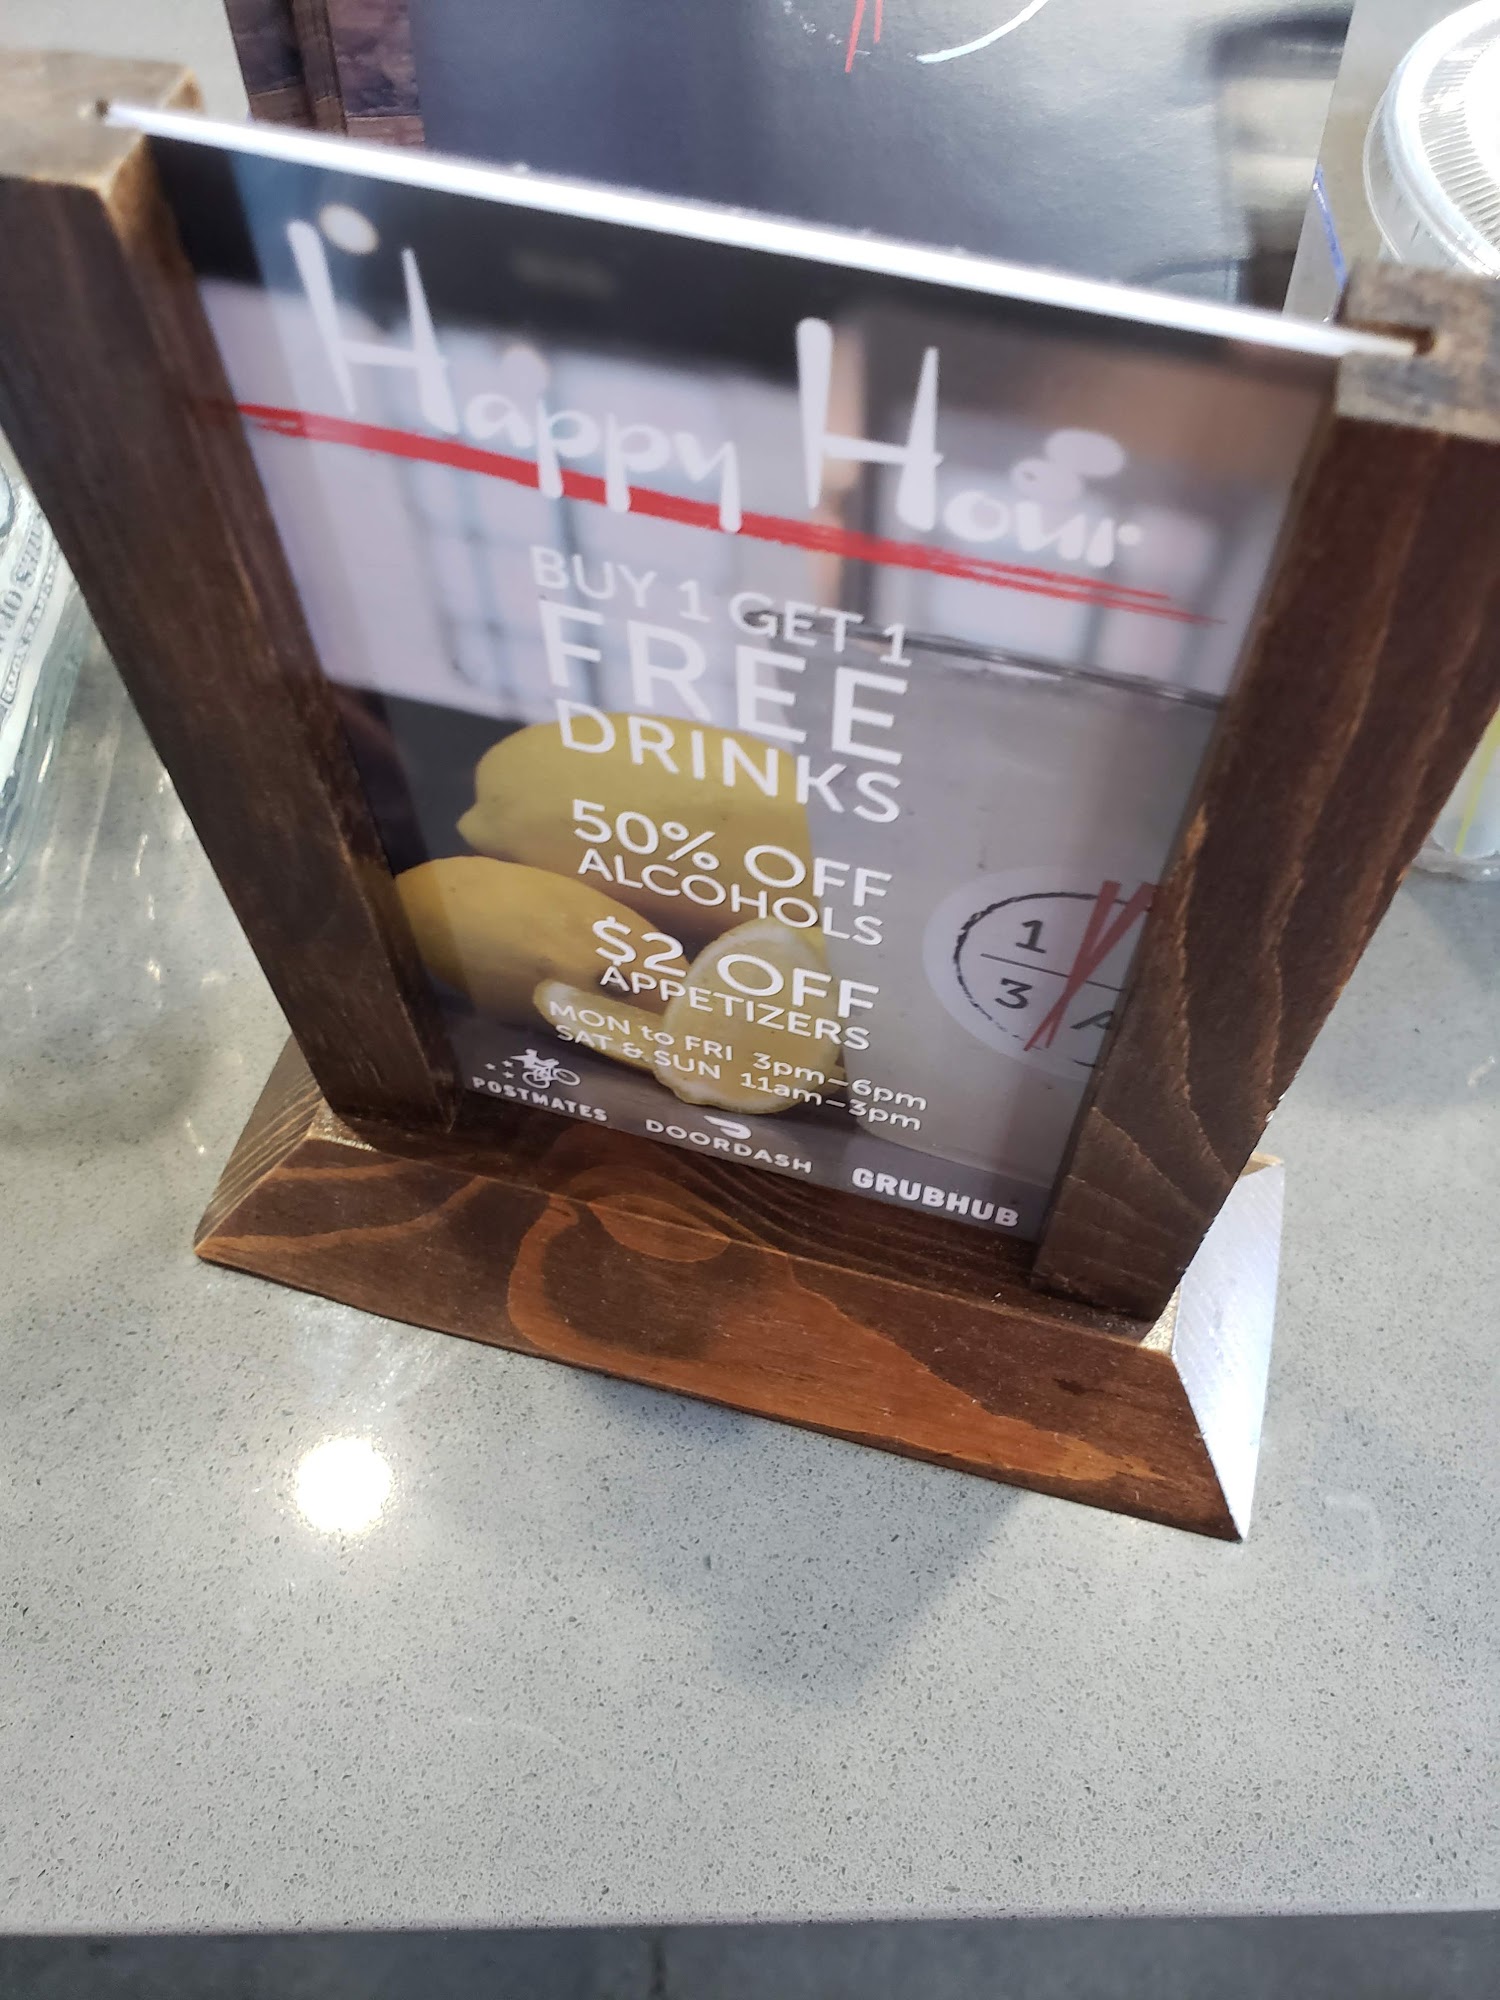 Happy Hour
BUY 1 GET 1
FREE
DRINKS
50% OFF
ALCOHOLS
$2 OFF
APPETIZERS
MON to FRI 3pm-6pm
SAT & SUN 11am-3pm
POSTMATES
DOORDASH
GRUBHUB
1
3